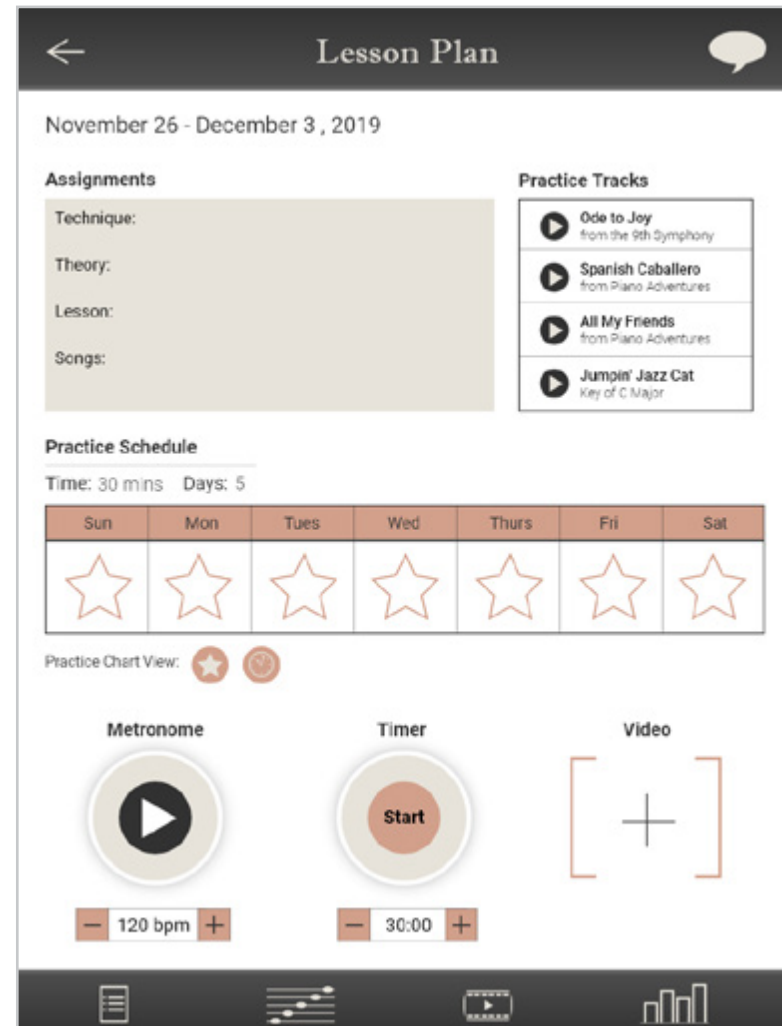 Lesson Plan
November 26 - December 3 , 2019
Assignments
Technique:
Theory:
Lesson:
Songs:
Practice Tracks
Ode to Joy
from the 9th Symphony
Spanish Caballero
from Piano Adventures
All My Friends
from Piano Adventures
Jumpin' Jazz Cat
Key of C Major
Practice Schedule
Time: 30 mins Days: 5
Sun Mon Tues Wed Thurs Fri Sat
Practice Chart View:
Metronome Timer Video
Start
120 bpm 30:00